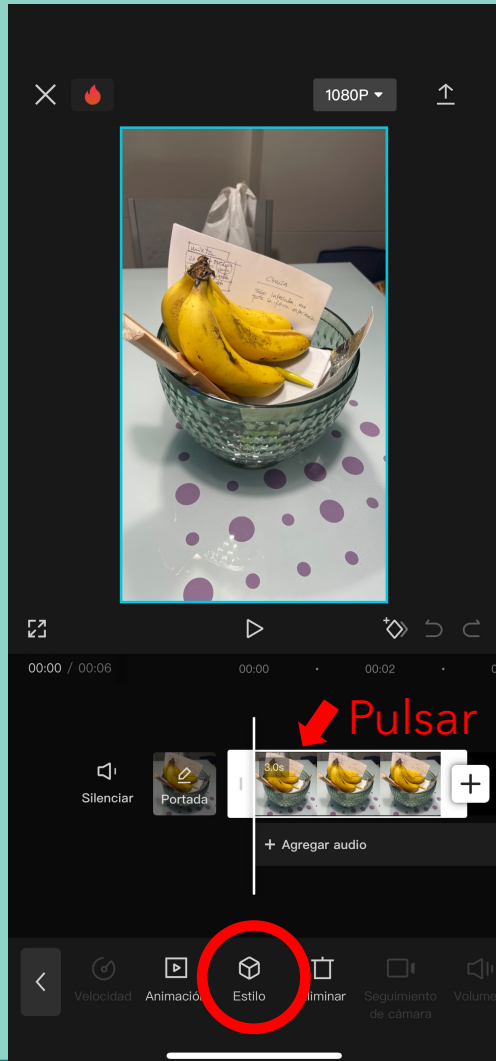 1080P
00:00 / 00:06
00:00
00:02
Pulsar
3.0s
Silenciar
Portada
+ Agregar audio
Velocidad
Animación
Estilo
Eliminar
Seguimiento
de cámara